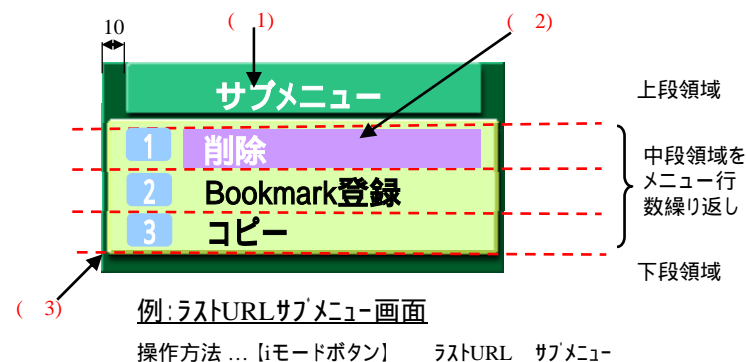 10
(　1)
(　2)
サブメニュー
上段領域
1 削除
2 Bookmark登録
3 コピー
中段領域を
メニュー行
数繰り返し
下段領域
(　3)
例:ラストURLサブメニュー画面
操作方法 … 【iモードボタン】　ラストURL　サブメニュー